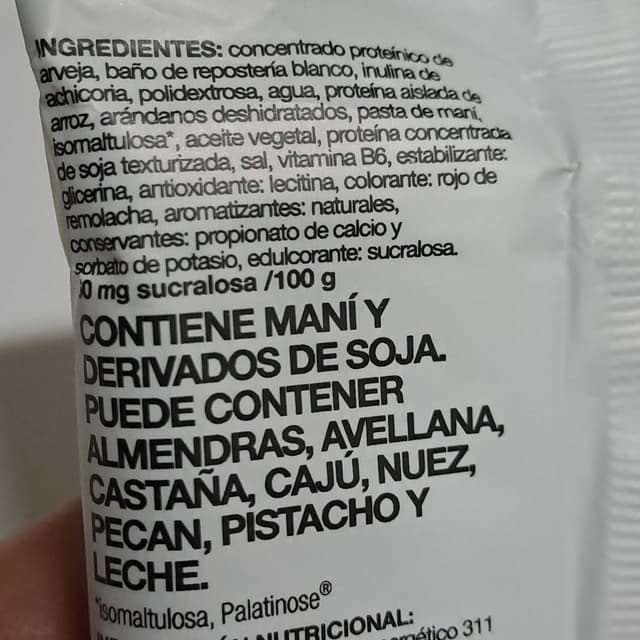 INGREDIENTES: concentrado proteínico de
arveja, baño de repostería blanco, inulina de
achicoria, polidextrosa, agua, proteína aislada de
arroz, arándanos deshidratados, pasta de maní,
isomaltulosa*, aceite vegetal, proteína concentrada
de soja texturizada, sal, vitamina B6, estabilizante:
glicerina, antioxidante: lecitina, colorante: rojo de
remolacha, aromatizantes: naturales,
conservantes: propionato de calcio y
sorbato de potasio, edulcorante: sucralosa.
mg sucralosa /100 g
CONTIENE MANÍ Y
DERIVADOS DE SOJA.
PUEDE CONTENER
ALMENDRAS, AVELLANA,
CASTAÑA, CAJÚ, NUEZ,
PECAN, PISTACHO Y
LECHE.
*isomaltulosa, Palatinose®
NUTRICIONAL:
311